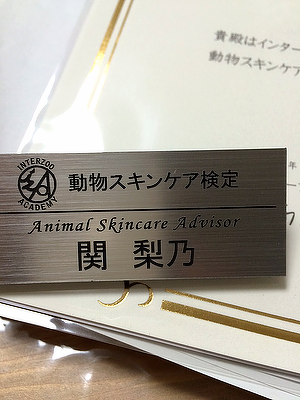 貴殿はインター
動物スキンケア
年
INTERZOO
ACADEMY
動物スキンケア検定
Animal Skincare Advisor
関 梨乃